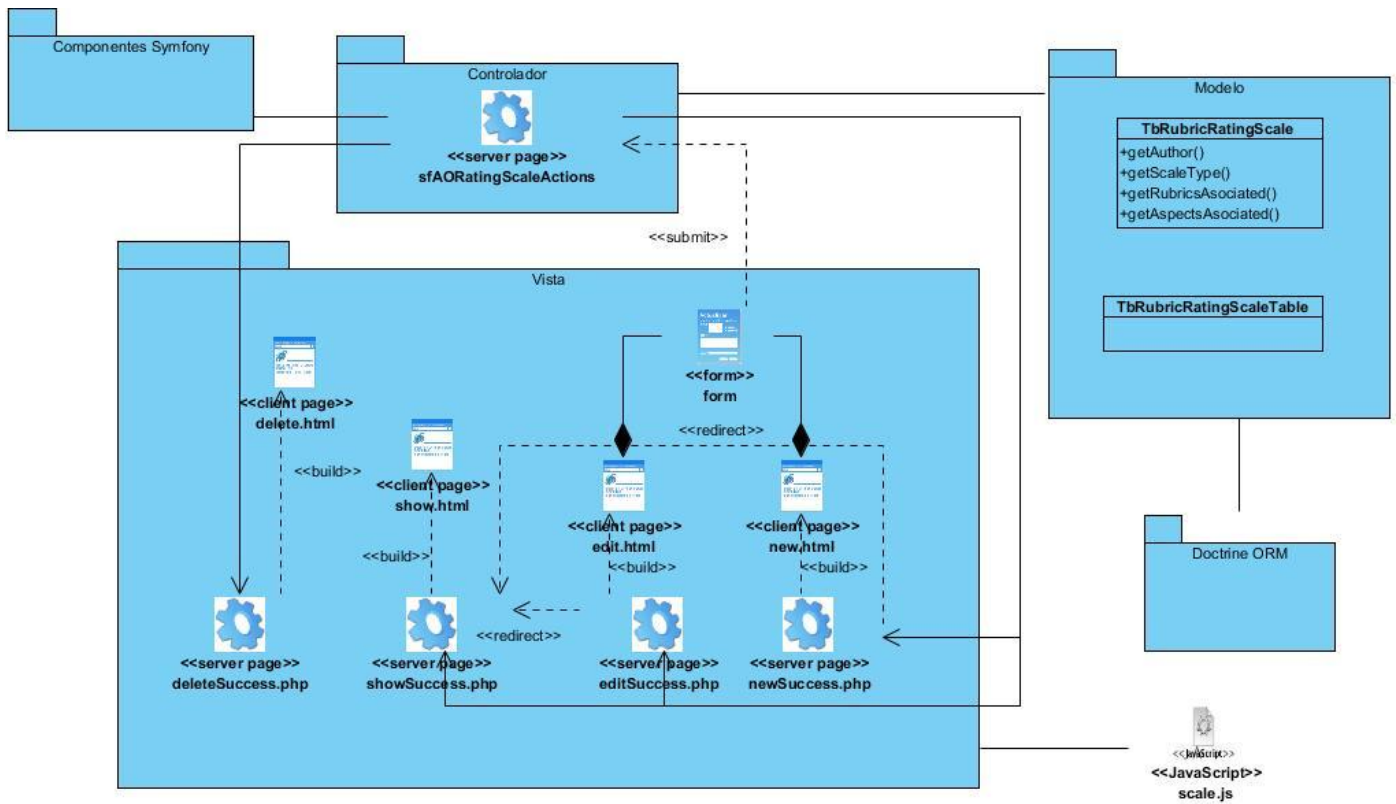 Componentes Symfony
Controlador
<<server page>>
sfAORatingScaleActions
Modelo
TbRubricRatingScale
+getAuthor()
+getScaleType()
+getRubricsAsociated()
+getAspectsAsociated()
TbRubricRatingScaleTable
<<submit>>
Vista
<<form>>
form
<<client page>>
delete.html
<<redirect>>
<<build>>
<<client page>>
show.html
<<client page>>
edit.html
<<client page>>
new.html
<<build>>
<<build>>
<<build>>
Doctrine ORM
<<redirect>>
<<server page>>
deleteSuccess.php
<<server page>>
showSuccess.php
<<server page>>
editSuccess.php
<<server page>>
newSuccess.php
<<JavaScript>>
<<JavaScript>>
scale.js